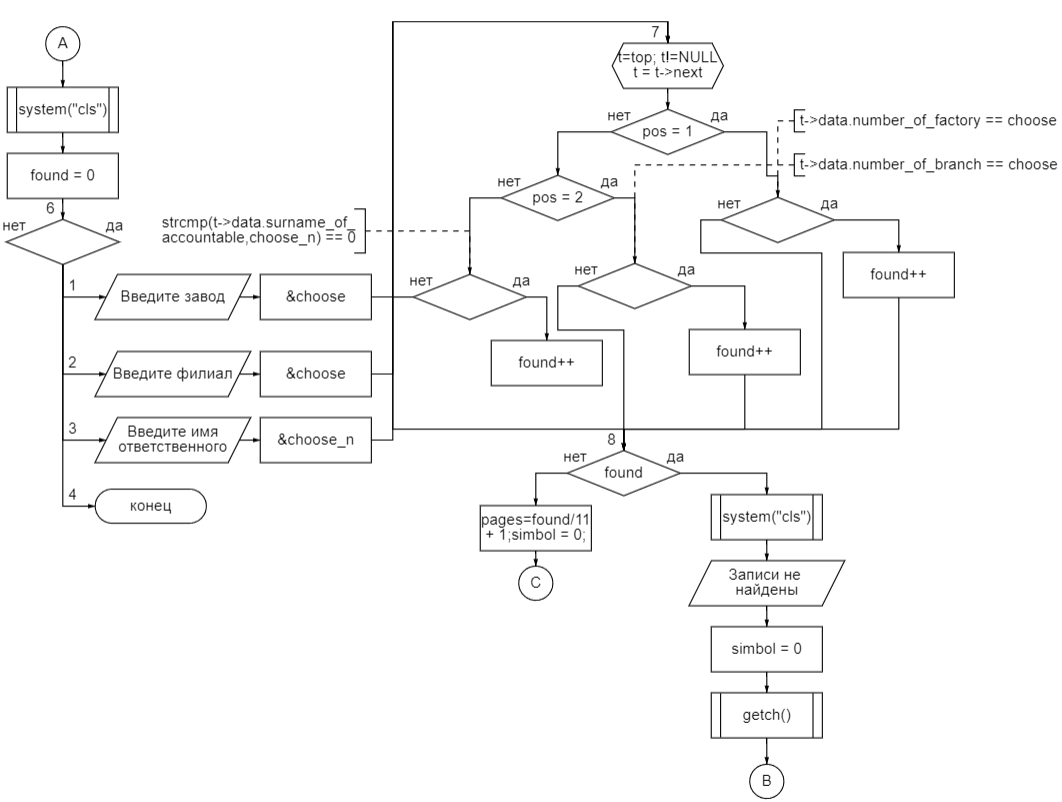 A
system("cls")
found = 0
6
нет
да
1
Введите завод
&choose
2
Введите филиал
&choose
3
Введите имя
ответственного
&choose_n
4
конец
7
t=top; t!=NULL
t = t->next
нет
да
pos = 1
t->data.number_of_factory == choose
t->data.number_of_branch == choose
нет
да
pos = 2
strcmp(t->data.surname_of_
accountable,choose_n) == 0
нет
да
found++
нет
да
found++
нет
да
found++
8
нет
да
found
pages=found/11
+ 1;simbol = 0;
C
system("cls")
Записи не
найдены
simbol = 0
getch()
B